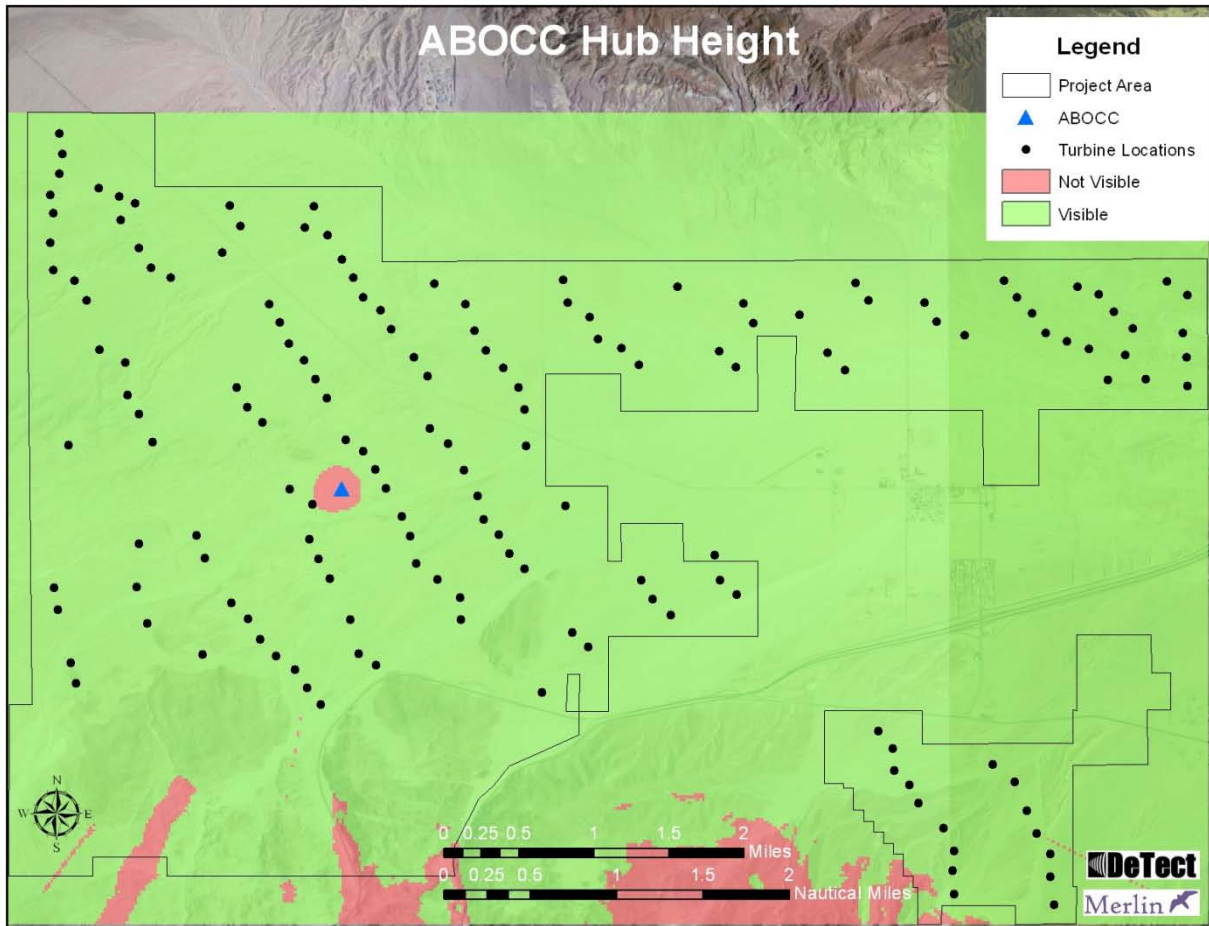 ABOCC Hub Height
Legend
Project Area
ABOCC
Turbine Locations
Not Visible
Visible
N
W E
S
0 0.25 0.5 1 1.5 2
Miles
0 0.25 0.5 1 1.5 2
Nautical Miles
DeTect
Merlin